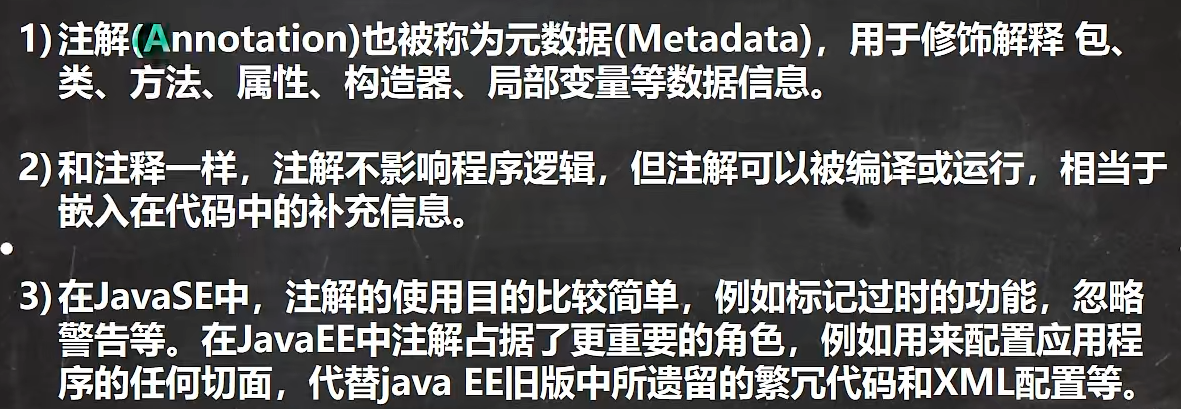 1) 注解(Annotation)也被称为元数据(Metadata)，用于修饰解释 包、
类、方法、属性、构造器、局部变量等数据信息。
2) 和注释一样，注解不影响程序逻辑，但注解可以被编译或运行，相当于
嵌入在代码中的补充信息。
3) 在JavaSE中，注解的使用目的比较简单，例如标记过时的功能，忽略
警告等。在JavaEE中注解占据了更重要的角色，例如用来配置应用程
序的任何切面，代替java EE旧版中所遗留的繁冗代码和XML配置等。